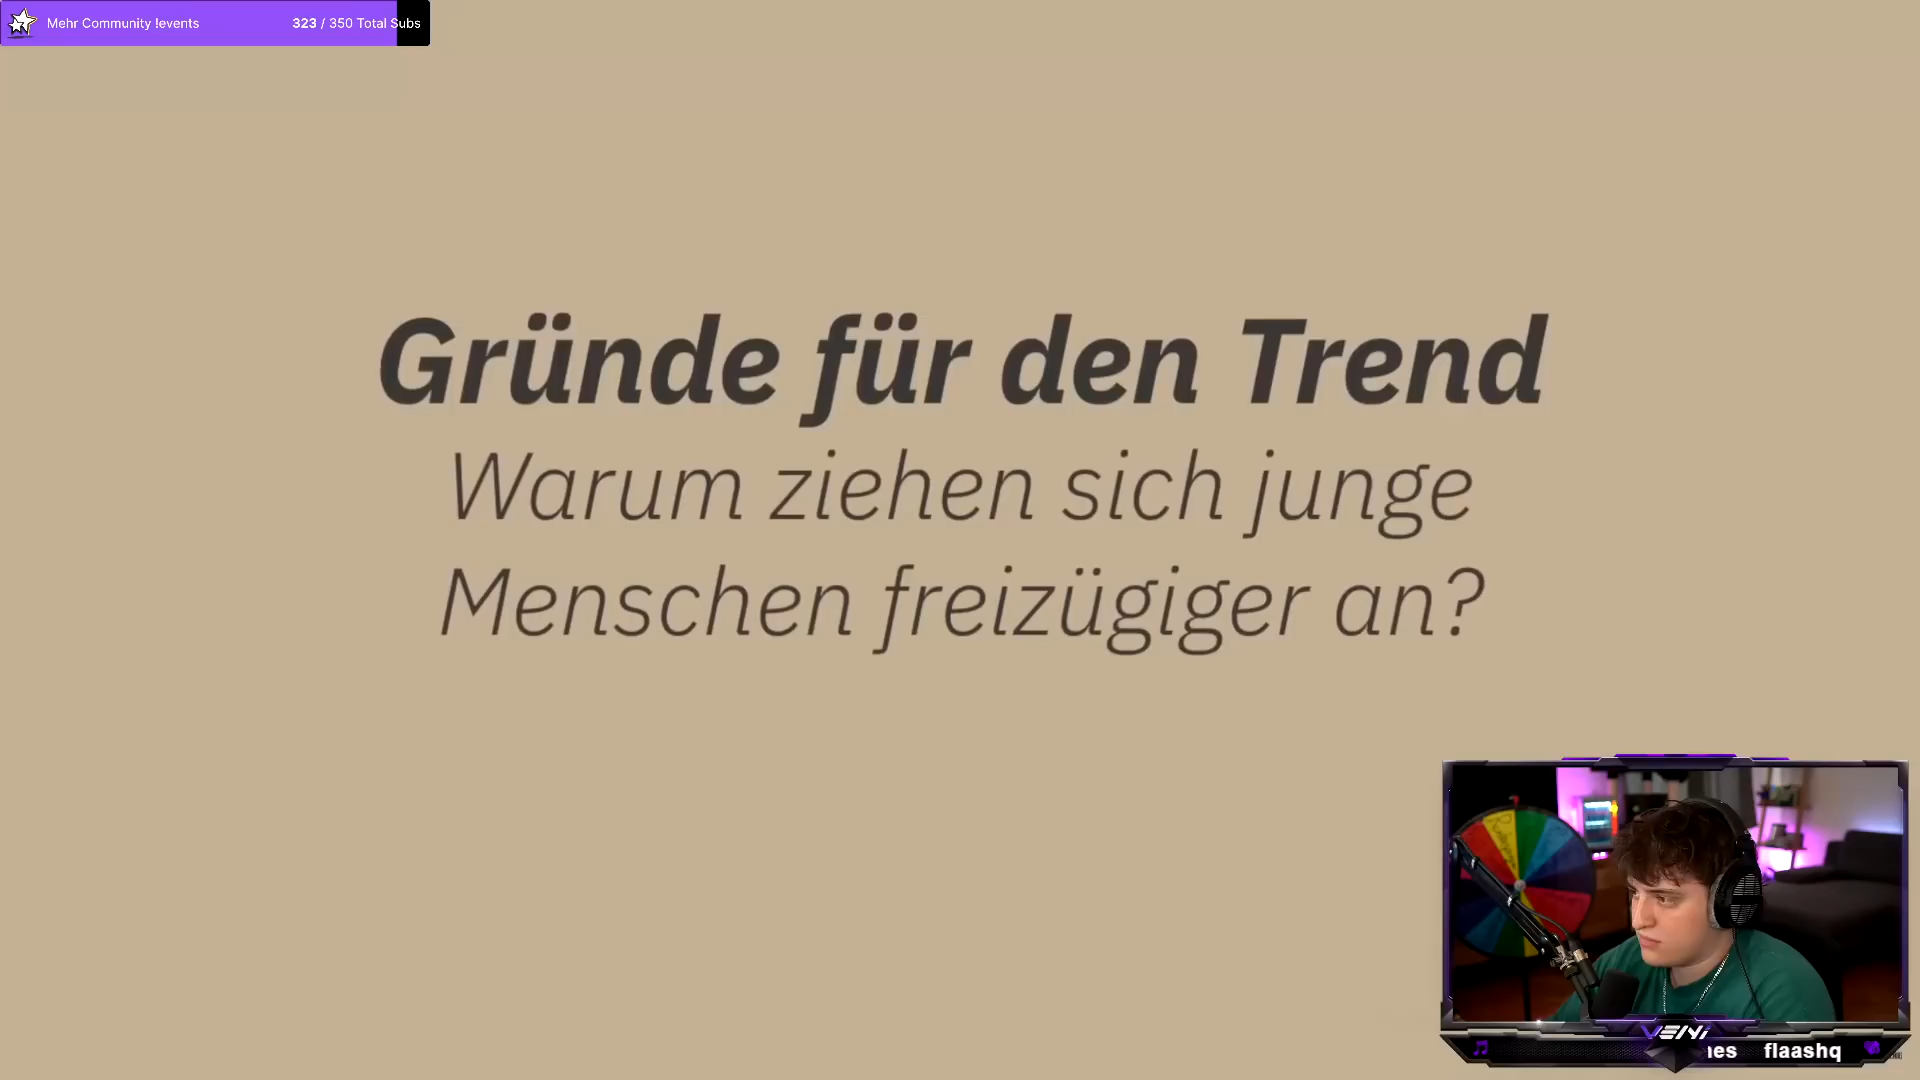 Mehr Community !events
323 / 350 Total Subs
Gründe für den Trend
Warum ziehen sich junge
Menschen freizügiger an?
flaashq